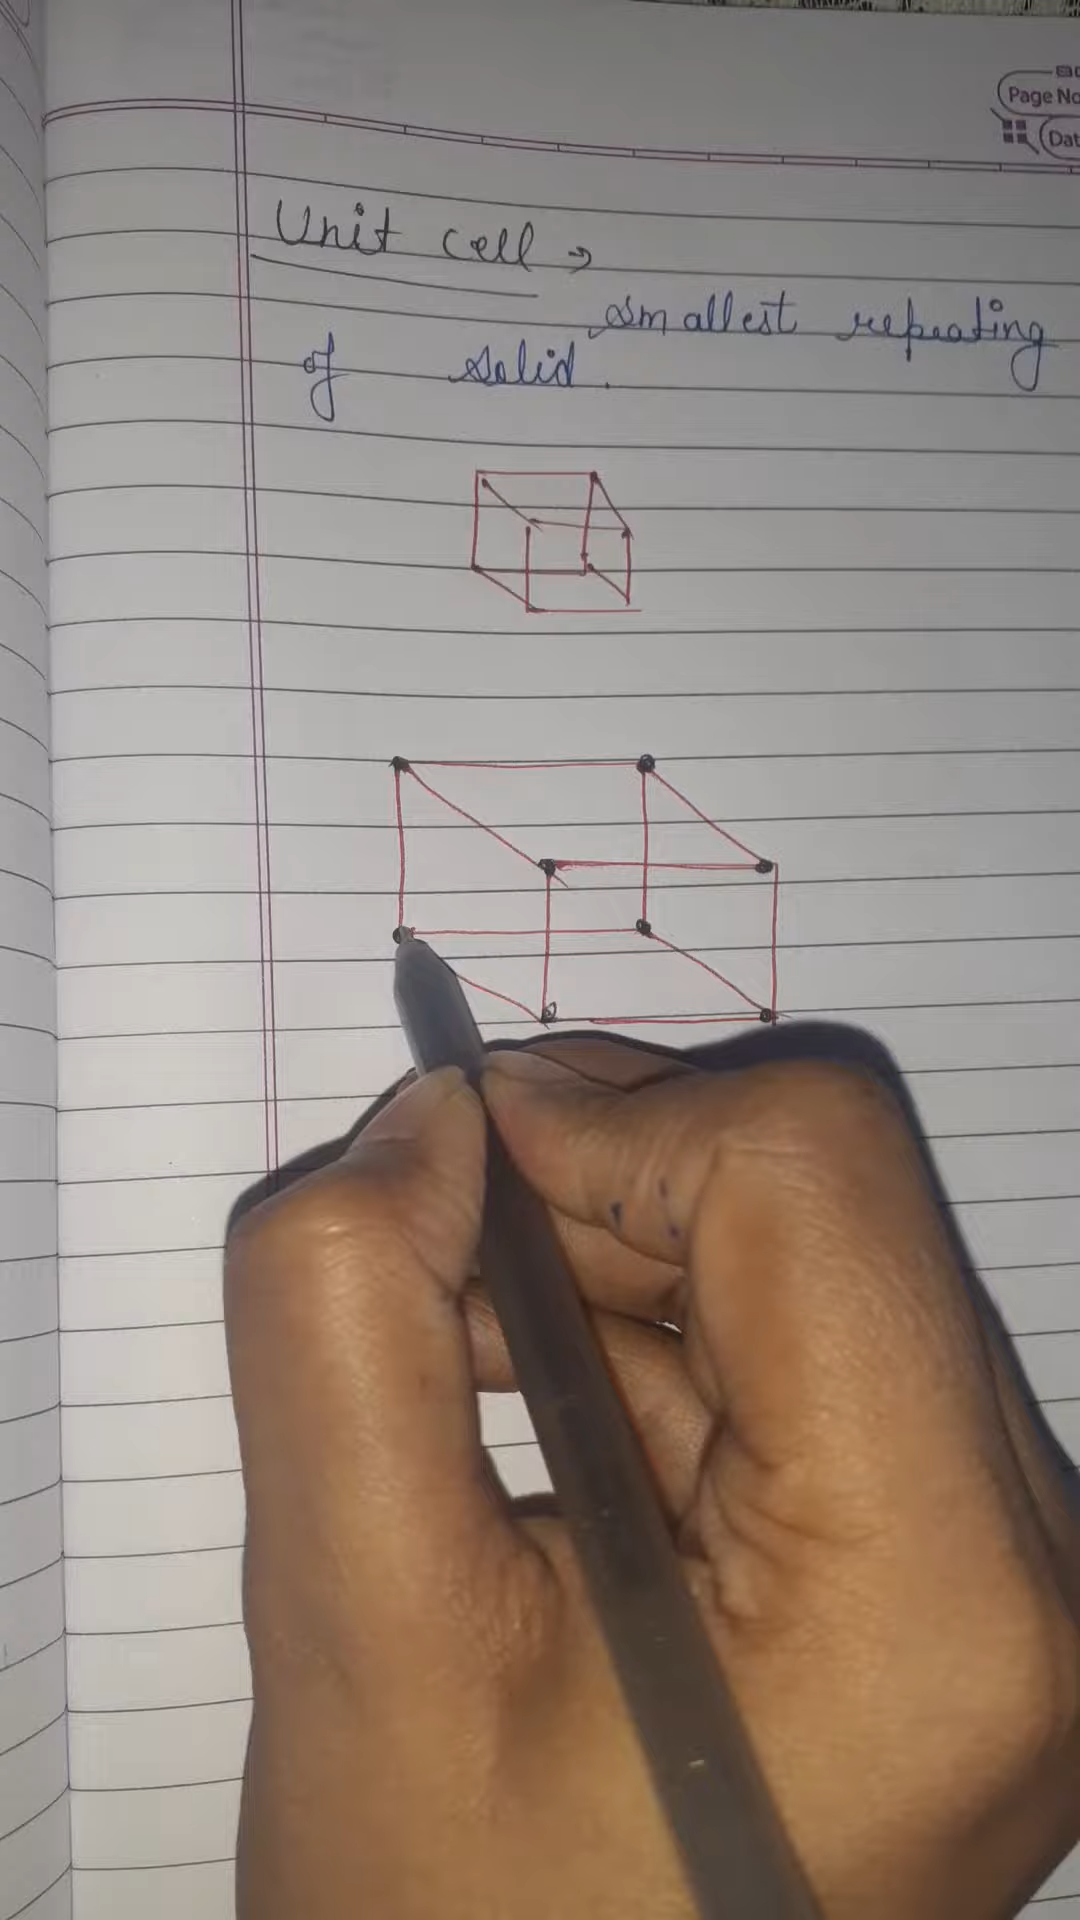 Page No
Dat
Unit cell →
smallest repeating
of solid.